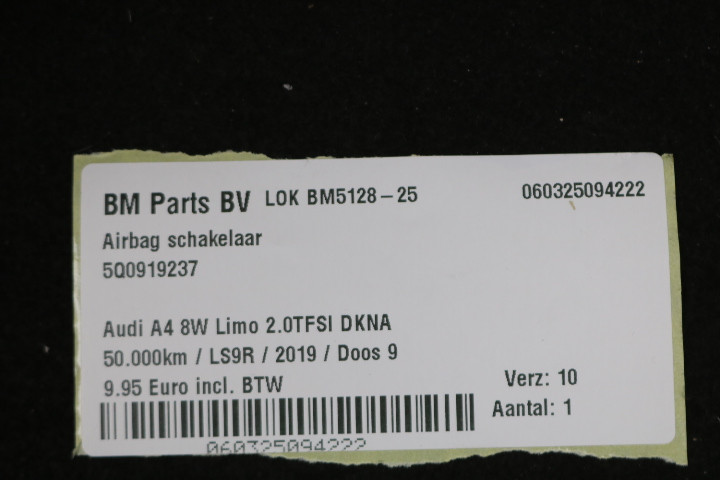 BM Parts BV LOK BM5128-25 060325094222
Airbag schakelaar
5Q0919237
Audi A4 8W Limo 2.0TFSI DKNA
50.000km / LS9R / 2019 / Doos 9
9.95 Euro incl. BTW
Verz: 10
Aantal: 1
060325094222